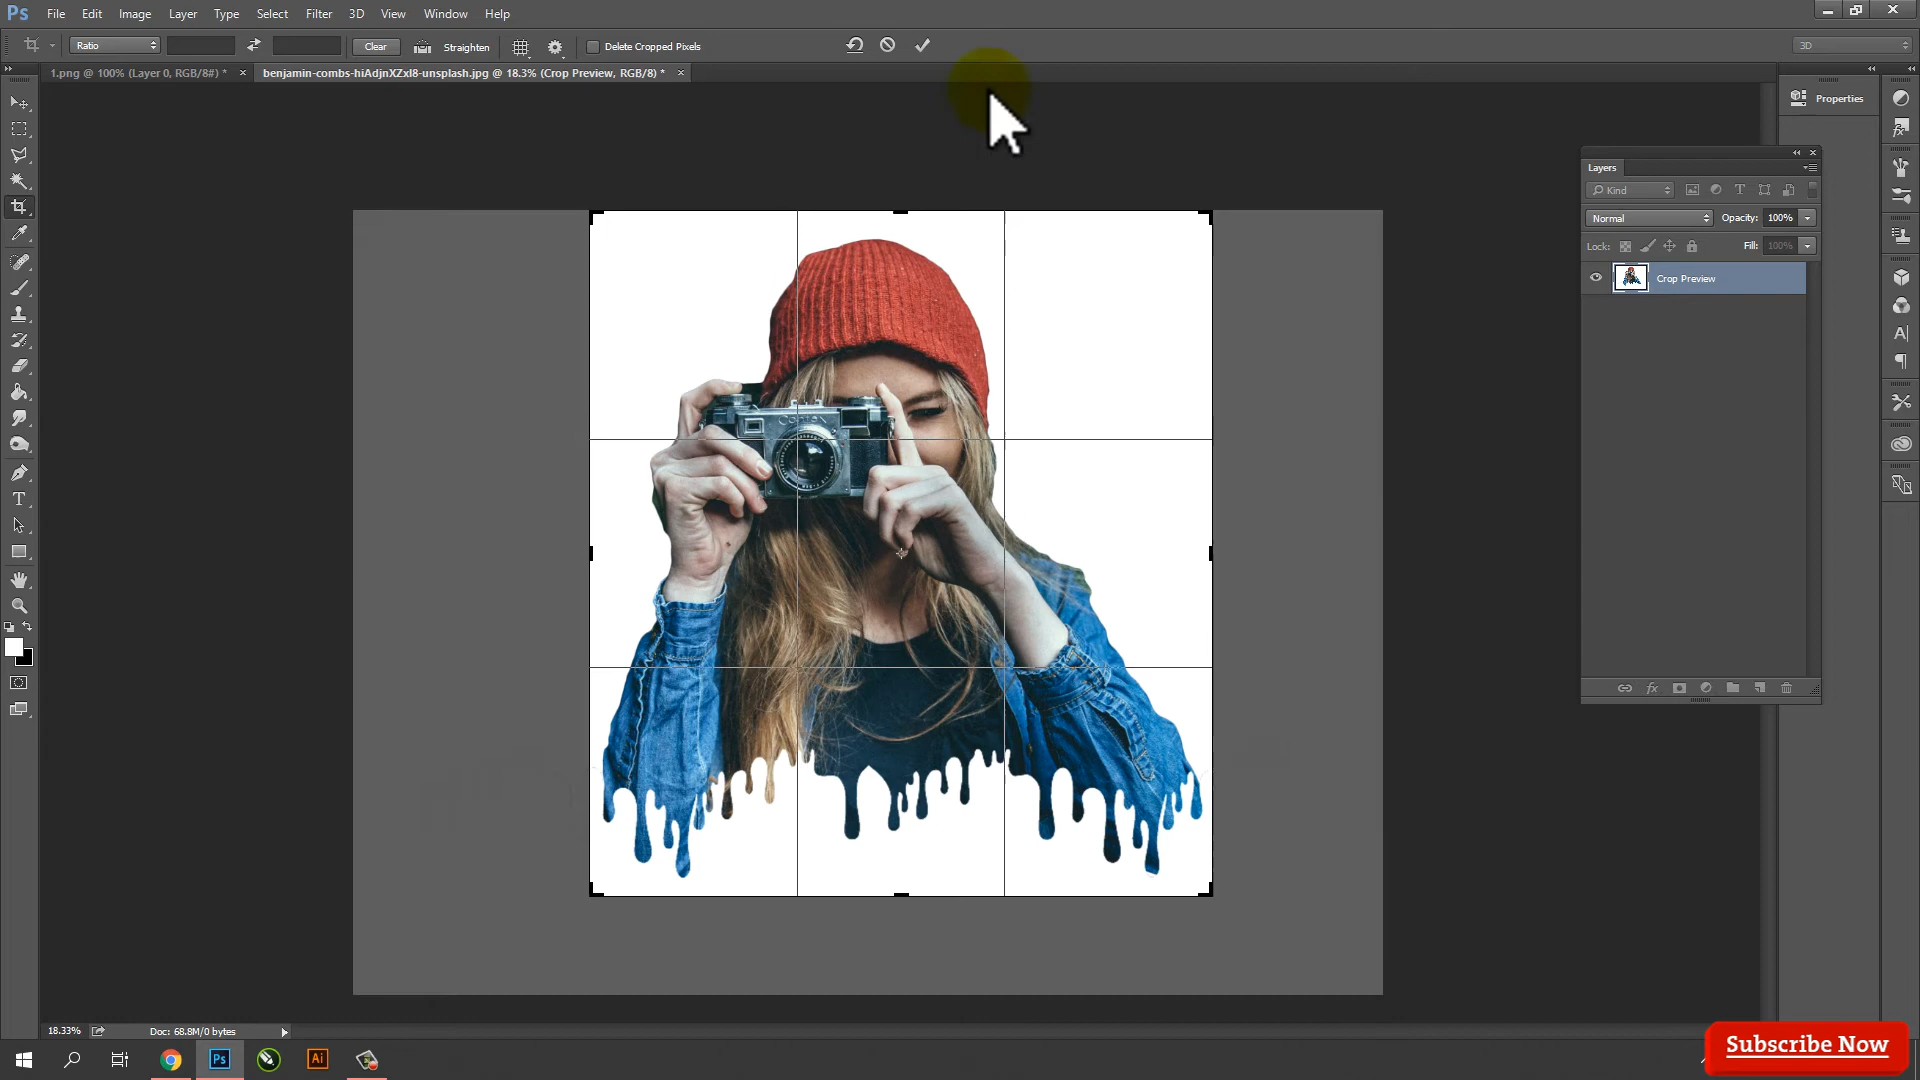 Ps File Edit Image Layer Type Select Filter 3D View Window Help
Ratio Clear Straighten Delete Cropped Pixels 3D
1.png @ 100% (Layer 0, RGB/8#) * × benjamin-combs-hiAdjnXZxl8-unsplash.jpg @ 18.3% (Crop Preview, RGB/8) * ×
Properties
Layers
Kind
Normal Opacity: 100%
Lock: Fill: 100%
Crop Preview
Contax
18.33% Doc: 68.8M/0 bytes
Ps Ai
Subscribe Now